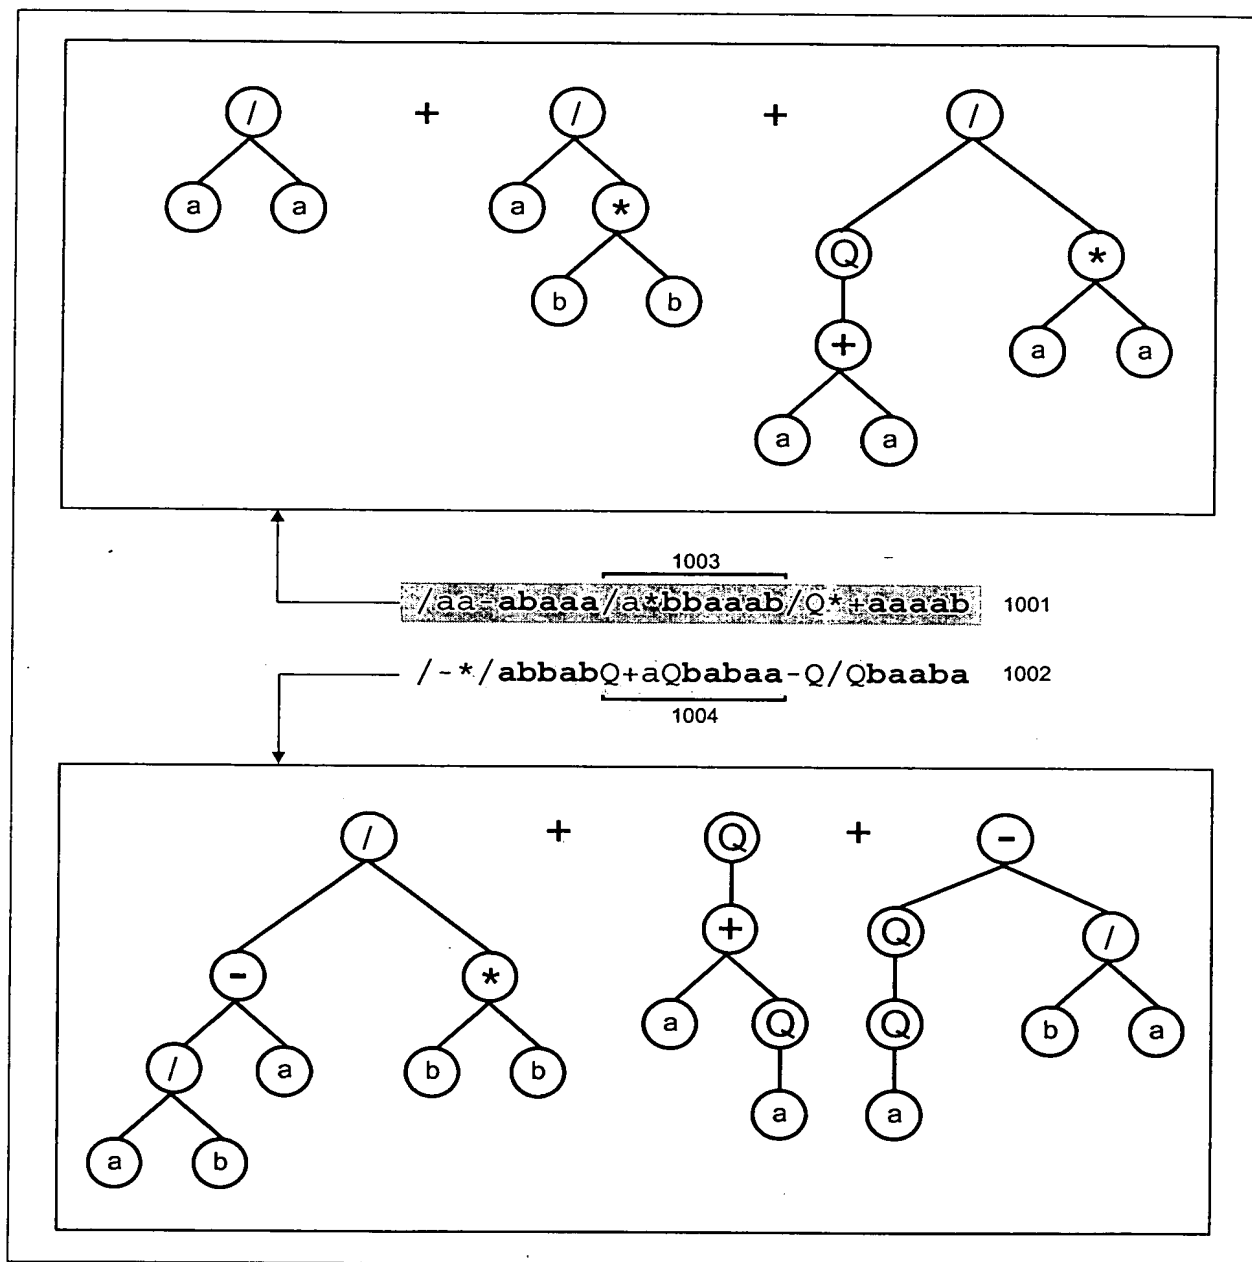 / + / + /
a a a *
Q *
b b
+ a a
a a
1003
/aa-abaaa/a*bbaaab/Q*+aaaab 1001
/-*/abbabQ+aQbabaa-Q/Qbaaba 1002
1004
/ + Q + -
+ Q /
- *
a Q Q b a
/ a b b
a a
a b